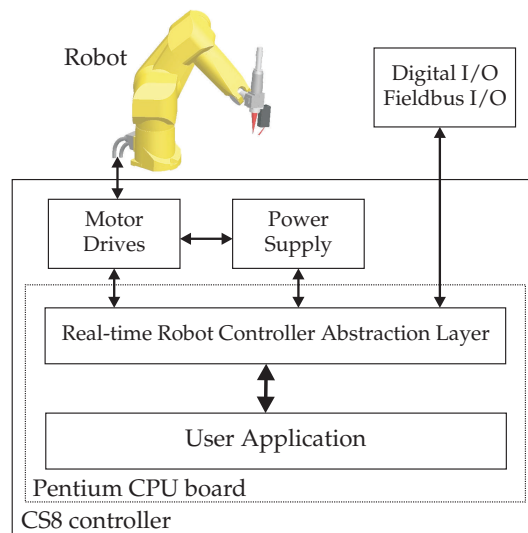 Robot
Digital I/O
Fieldbus I/O
Motor
Drives
Power
Supply
Real-time Robot Controller Abstraction Layer
User Application
Pentium CPU board
CS8 controller